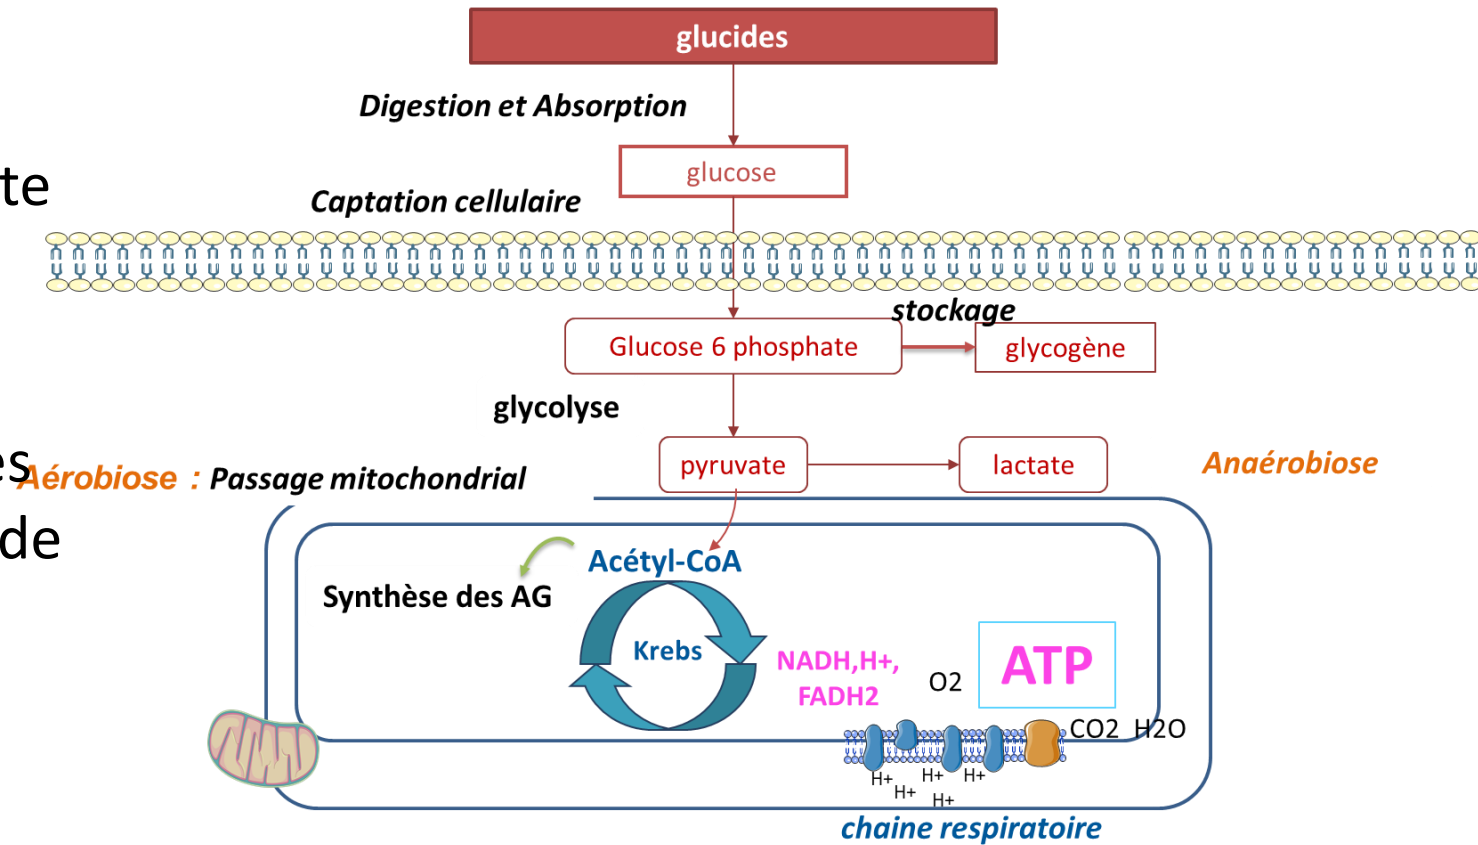 glucides
Digestion et Absorption
glucose
te
Captation cellulaire
stockage
Glucose 6 phosphate
glycogène
glycolyse
es
Aérobiose : Passage mitochondrial
pyruvate
lactate
Anaérobiose
de
Acétyl-CoA
Synthèse des AG
Krebs
NADH,H+,
FADH2
O2
ATP
CO2 H2O
H+
H+
H+
H+
H+
chaine respiratoire